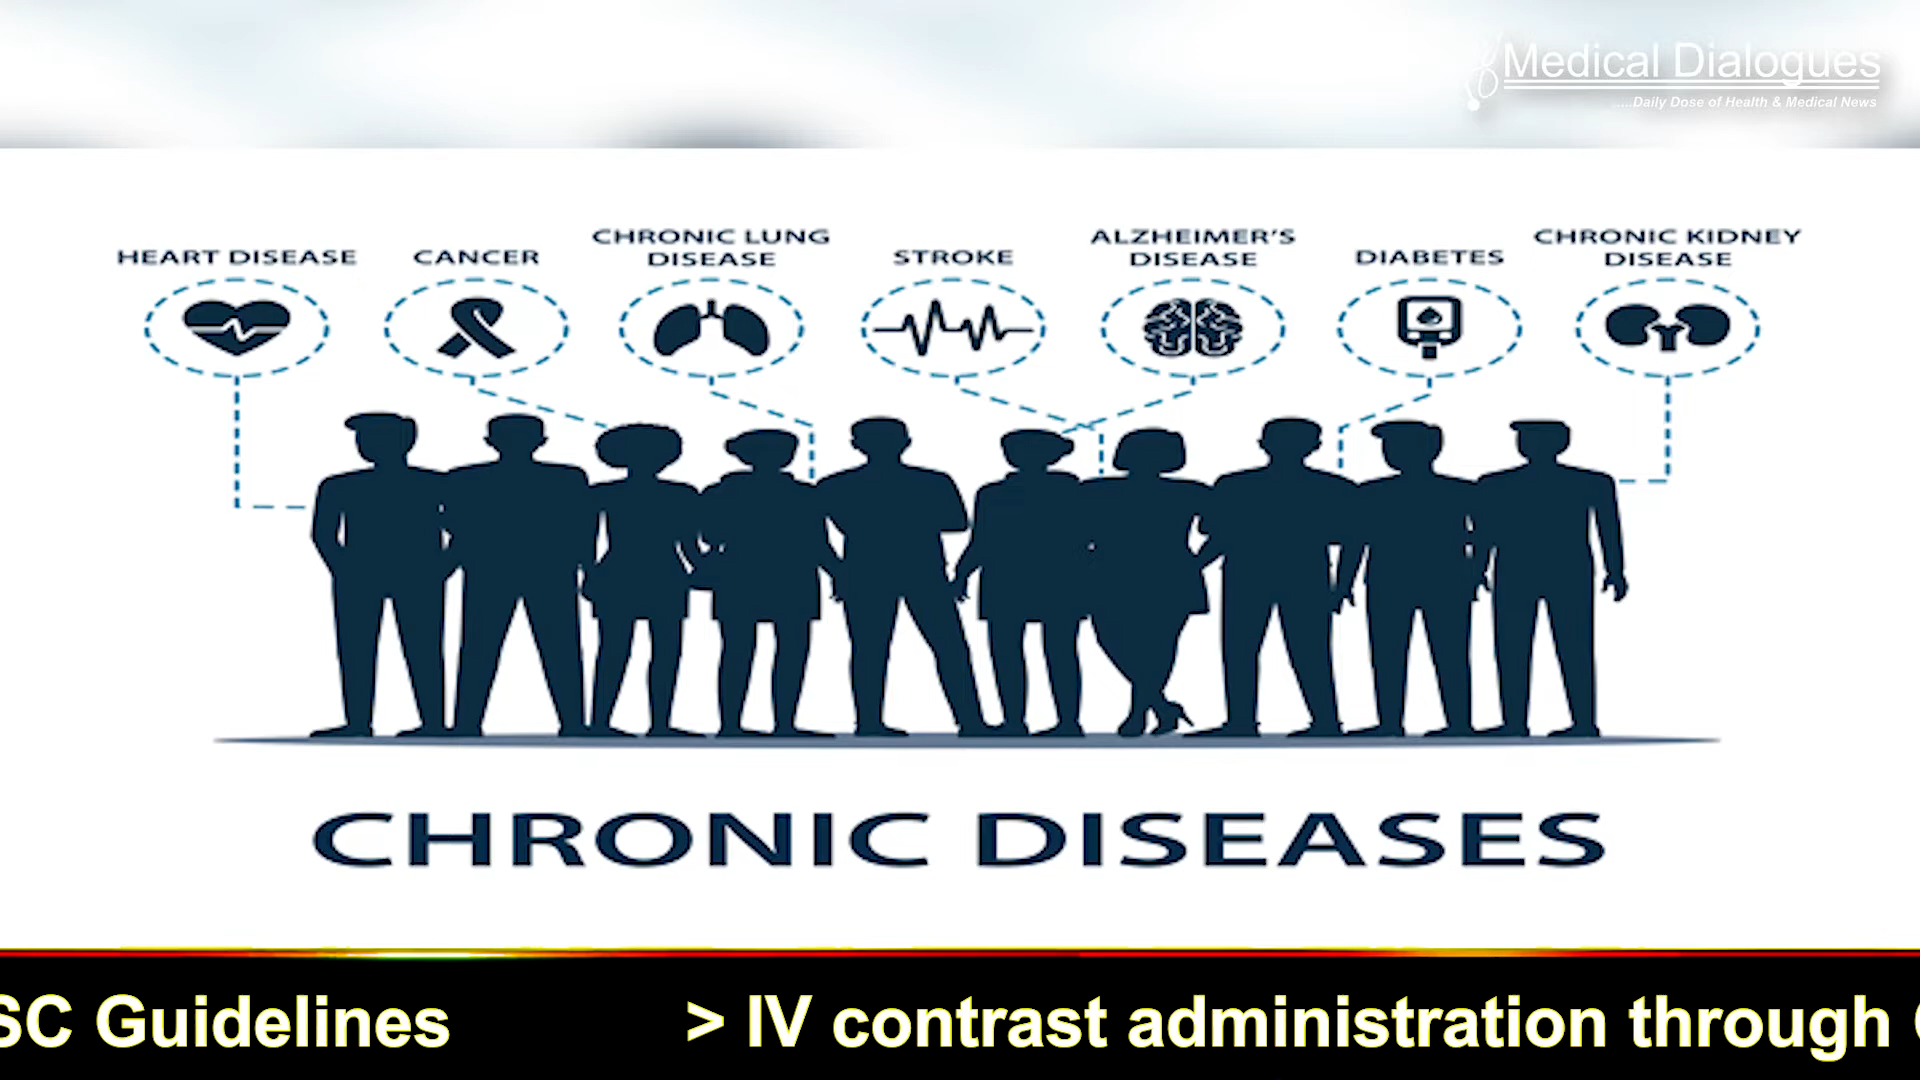 Medical Dialogues
.....Daily Dose of Health & Medical News
HEART DISEASE
CANCER
CHRONIC LUNG
DISEASE
STROKE
ALZHEIMER'S
DISEASE
DIABETES
CHRONIC KIDNEY
DISEASE
CHRONIC DISEASES
SC Guidelines > IV contrast administration through